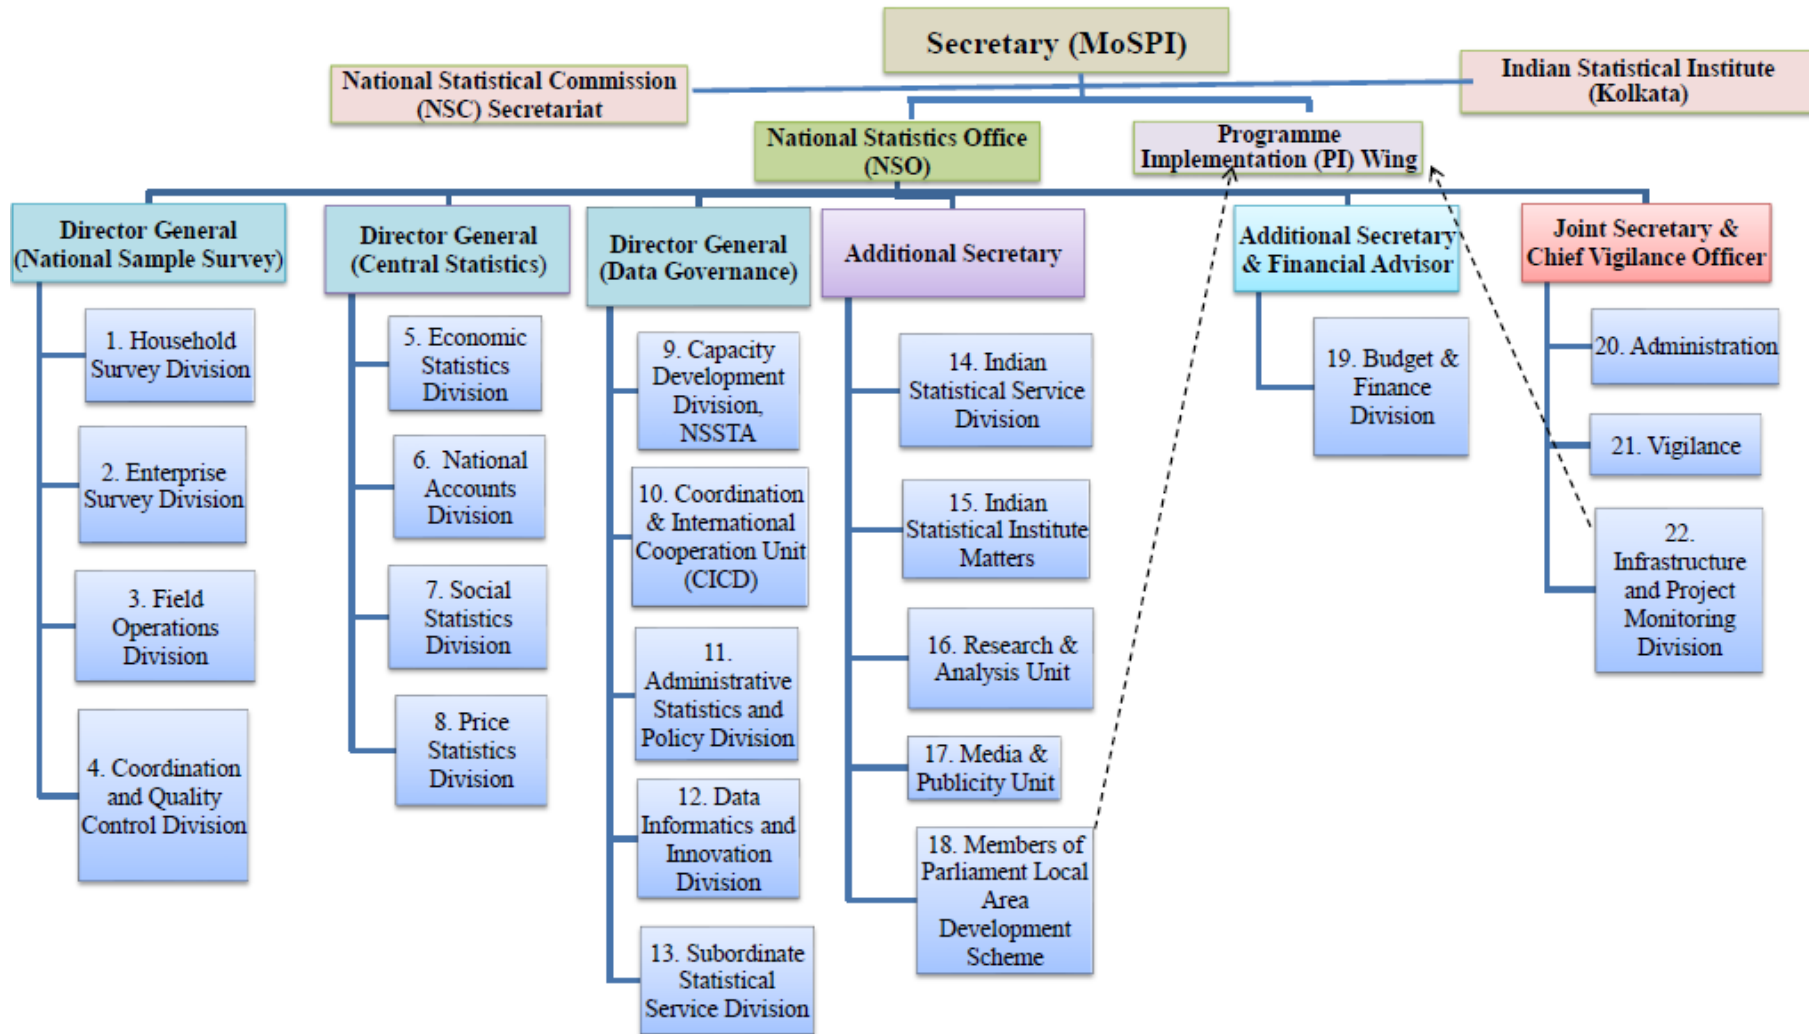 Secretary (MoSPI)
National Statistical Commission
(NSC) Secretariat
Indian Statistical Institute
(Kolkata)
National Statistics Office
(NSO)
Programme
Implementation (PI) Wing
Director General
(National Sample Survey)
Director General
(Central Statistics)
Director General
(Data Governance)
Additional Secretary
Additional Secretary
& Financial Advisor
Joint Secretary &
Chief Vigilance Officer
1. Household
Survey Division
2. Enterprise
Survey Division
3. Field
Operations
Division
4. Coordination
and Quality
Control Division
5. Economic
Statistics
Division
6. National
Accounts
Division
7. Social
Statistics
Division
8. Price
Statistics
Division
9. Capacity
Development
Division,
NSSTA
10. Coordination
& International
Cooperation Unit
(CICD)
11.
Administrative
Statistics and
Policy Division
12. Data
Informatics and
Innovation
Division
13. Subordinate
Statistical
Service Division
14. Indian
Statistical Service
Division
15. Indian
Statistical Institute
Matters
16. Research &
Analysis Unit
17. Media &
Publicity Unit
18. Members of
Parliament Local
Area
Development
Scheme
19. Budget &
Finance
Division
20. Administration
21. Vigilance
22.
Infrastructure
and Project
Monitoring
Division